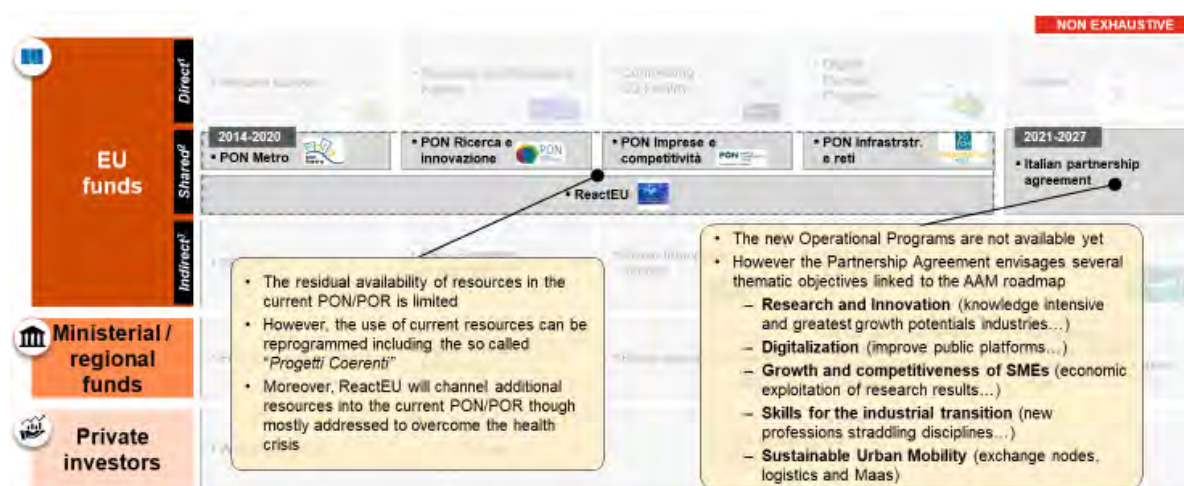 NON EXHAUSTIVE
Direct¹
EU
funds
Shared²
Indirect³
2014-2020
• PON Metro
• PON Ricerca e
innovazione
PON
• PON Imprese e
competitività
PON
• PON Infrastrstr.
e reti
2021-2027
• Italian partnership
agreement
• ReactEU
• The residual availability of resources in the
current PON/POR is limited
• However, the use of current resources can be
reprogrammed including the so called
"Progetti Coerenti"
• Moreover, ReactEU will channel additional
resources into the current PON/POR though
mostly addressed to overcome the health
crisis
• The new Operational Programs are not available yet
• However the Partnership Agreement envisages several
thematic objectives linked to the AAM roadmap
– Research and Innovation (knowledge intensive
and greatest growth potentials industries…)
– Digitalization (improve public platforms…)
– Growth and competitiveness of SMEs (economic
exploitation of research results…)
– Skills for the industrial transition (new
professions straddling disciplines…)
– Sustainable Urban Mobility (exchange nodes,
logistics and Maas)
Ministerial /
regional
funds
Private
investors